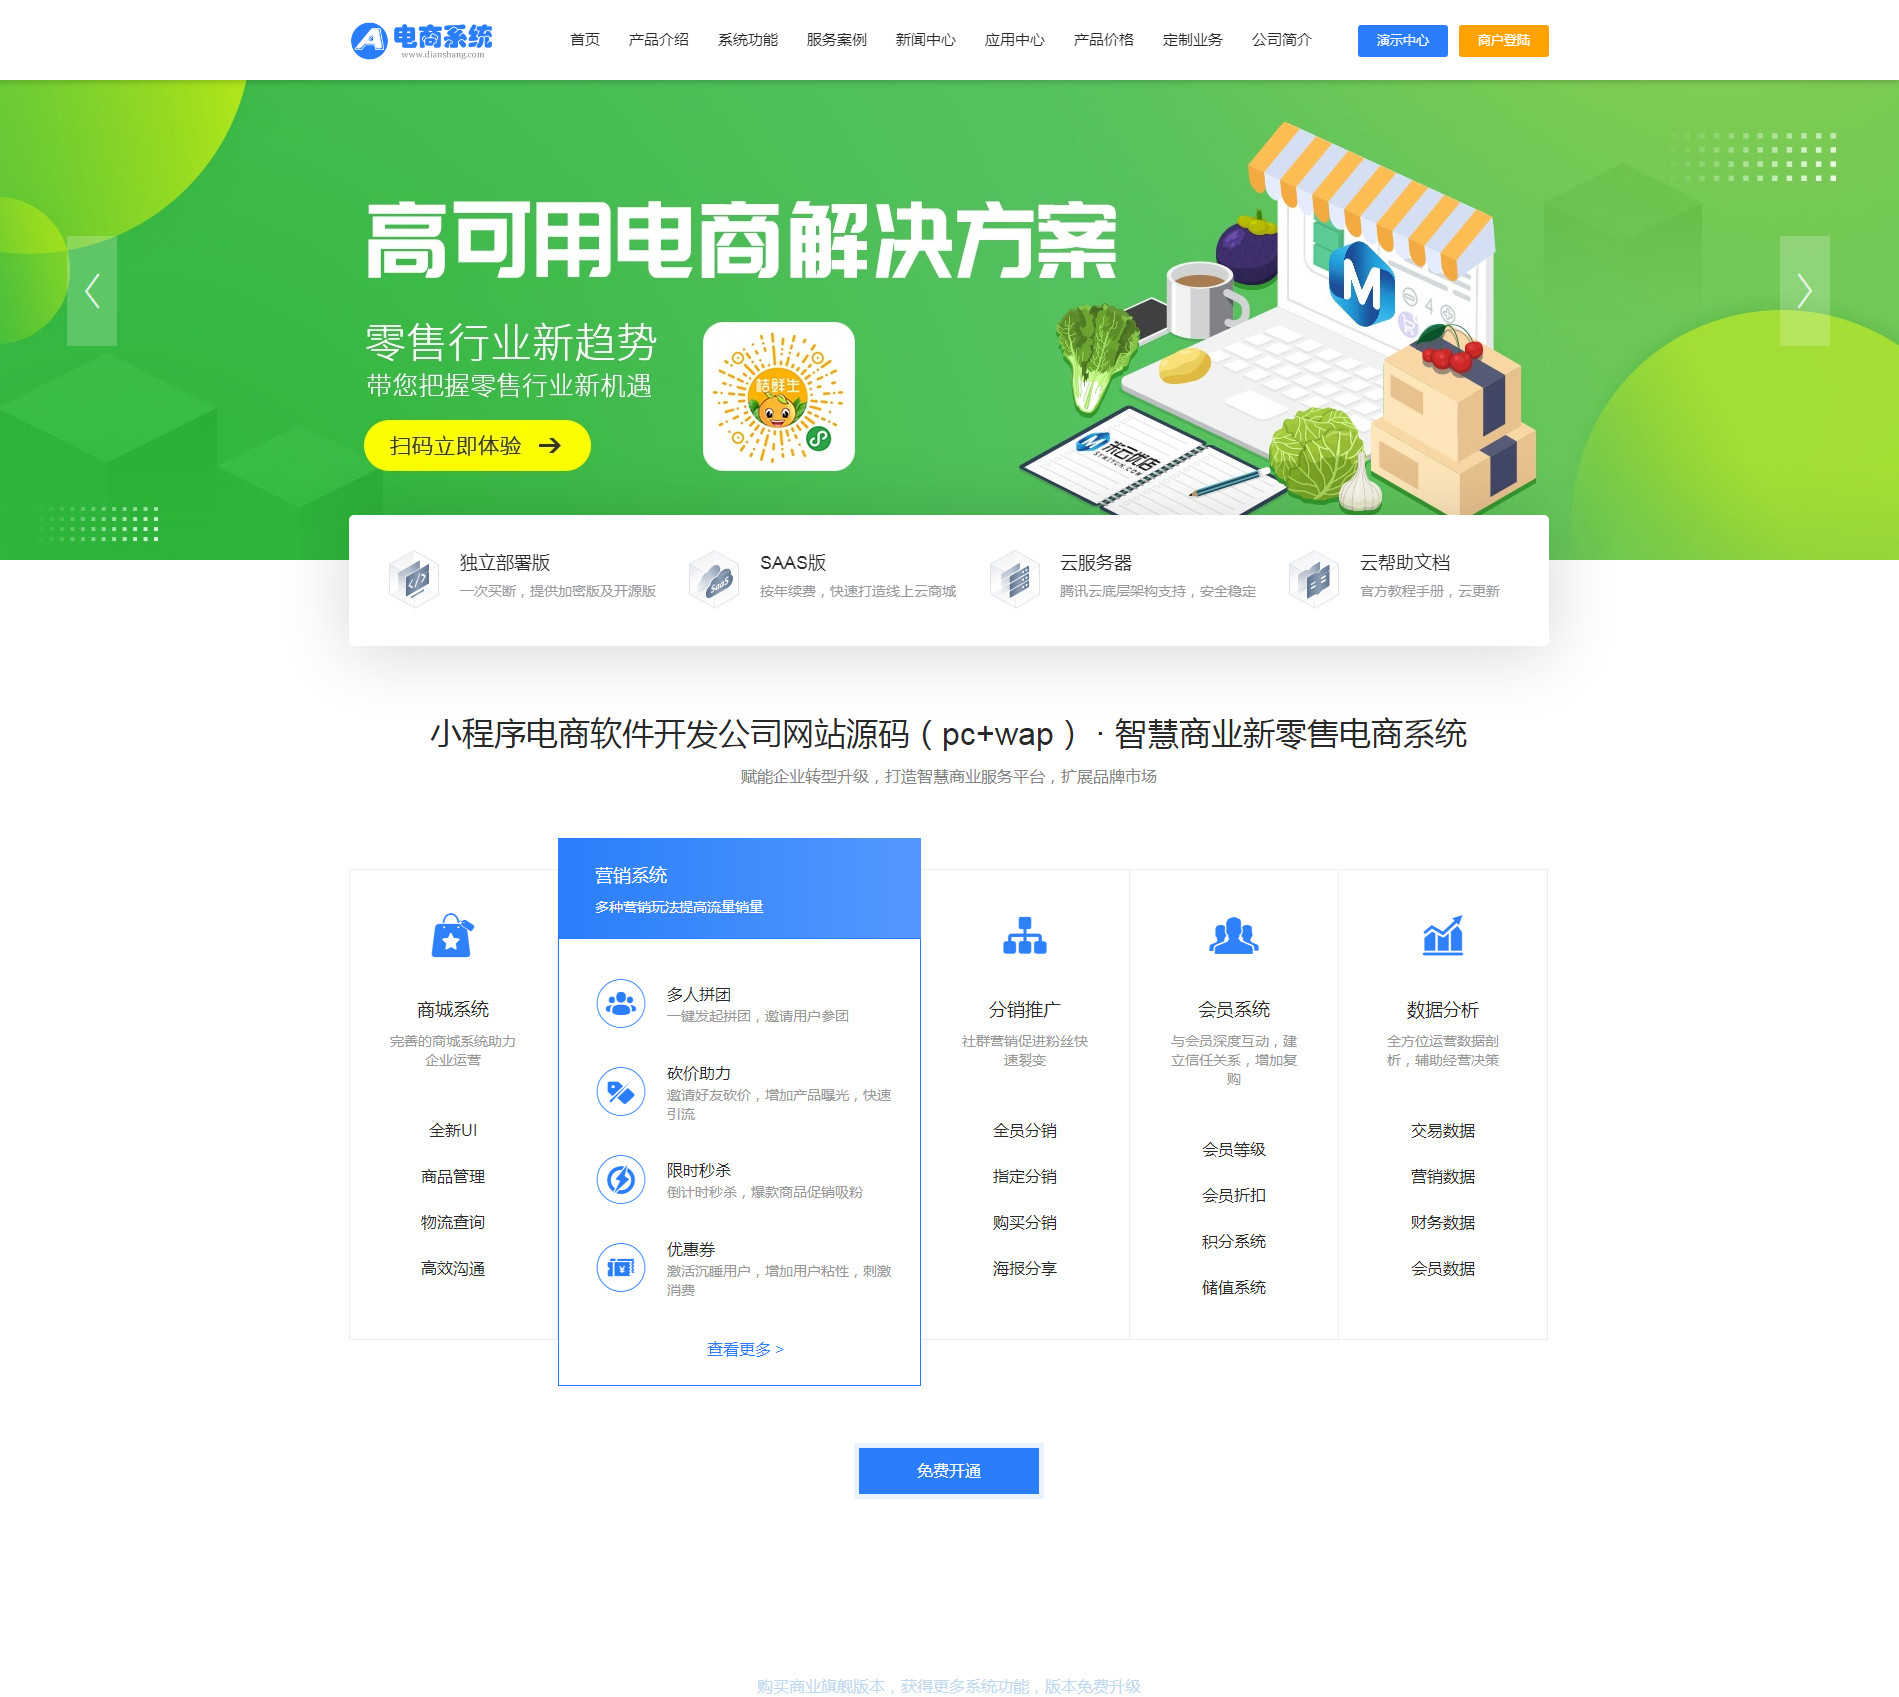 电商系统
www.dianshang.com
首页 产品介绍 系统功能 服务案例 新闻中心 应用中心 产品价格 定制业务 公司简介 演示中心 商户登陆
高可用电商解决方案
零售行业新趋势
带您把握零售行业新机遇
扫码立即体验
桔鲜生
M
米云优店
独立部署版
一次买断，提供加密版及开源版
SAAS版
按年续费，快速打造线上云商城
云服务器
腾讯云底层架构支持，安全稳定
云帮助文档
官方教程手册，云更新
小程序电商软件开发公司网站源码（pc+wap） · 智慧商业新零售电商系统
赋能企业转型升级，打造智慧商业服务平台，扩展品牌市场
商城系统
完善的商城系统助力
企业运营
全新UI
商品管理
物流查询
高效沟通
营销系统
多种营销玩法提高流量销量
多人拼团
一键发起拼团，邀请用户参团
砍价助力
邀请好友砍价，增加产品曝光，快速
引流
限时秒杀
倒计时秒杀，爆款商品促销吸粉
优惠券
激活沉睡用户，增加用户粘性，刺激
消费
查看更多 >
分销推广
社群营销促进粉丝快
速裂变
全员分销
指定分销
购买分销
海报分享
会员系统
与会员深度互动，建
立信任关系，增加复
购
会员等级
会员折扣
积分系统
储值系统
数据分析
全方位运营数据剖
析，辅助经营决策
交易数据
营销数据
财务数据
会员数据
免费开通
购买商业旗舰版本，获得更多系统功能，版本免费升级